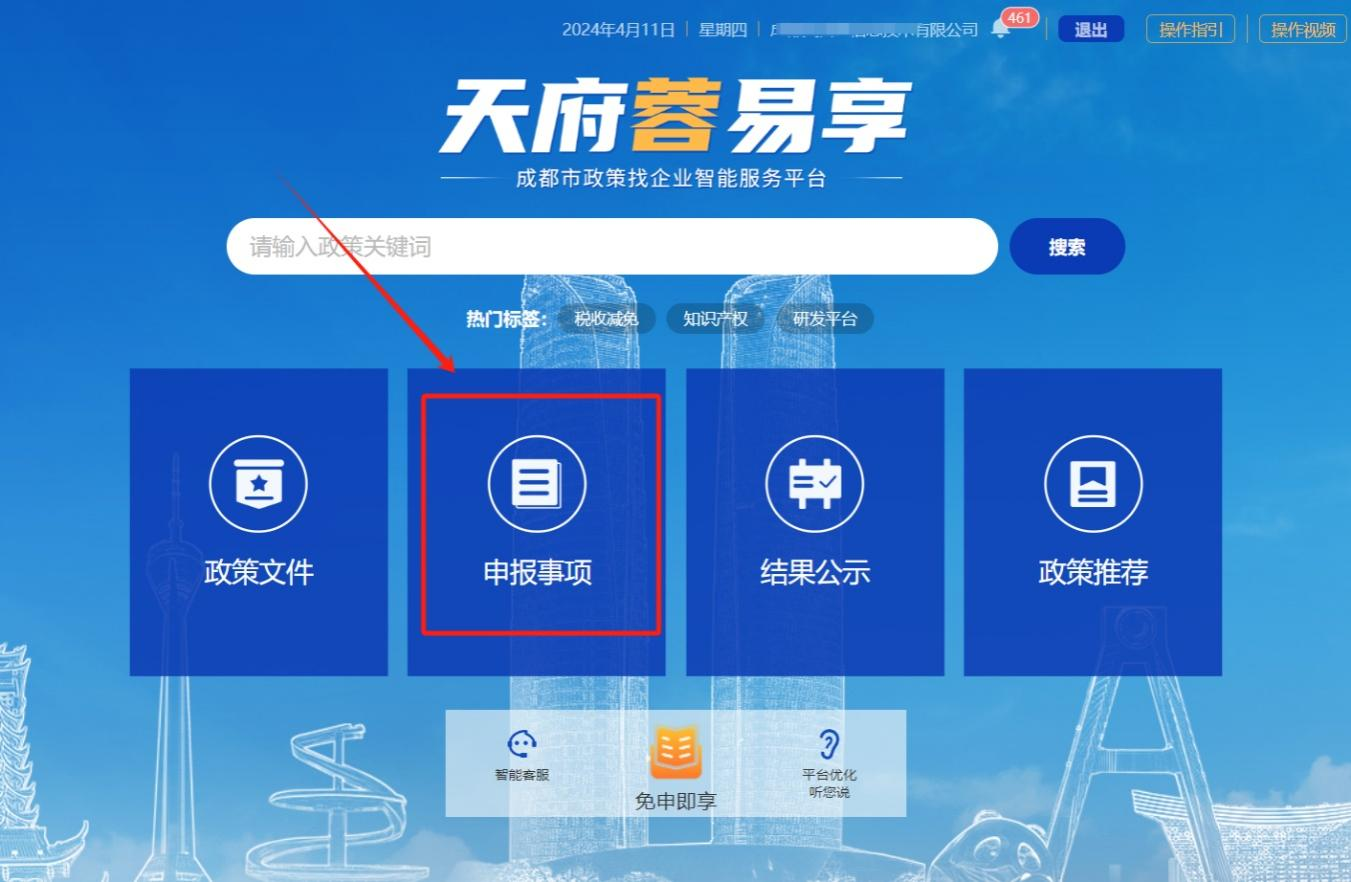 2024年4月11日 星期四 有限公司 461 退出 操作指引 操作视频
天府蓉易享
成都市政策找企业智能服务平台
请输入政策关键词 搜索
热门标签： 税收减免 知识产权 研发平台
政策文件 申报事项 结果公示 政策推荐
智能客服 免申即享 平台优化
听您说